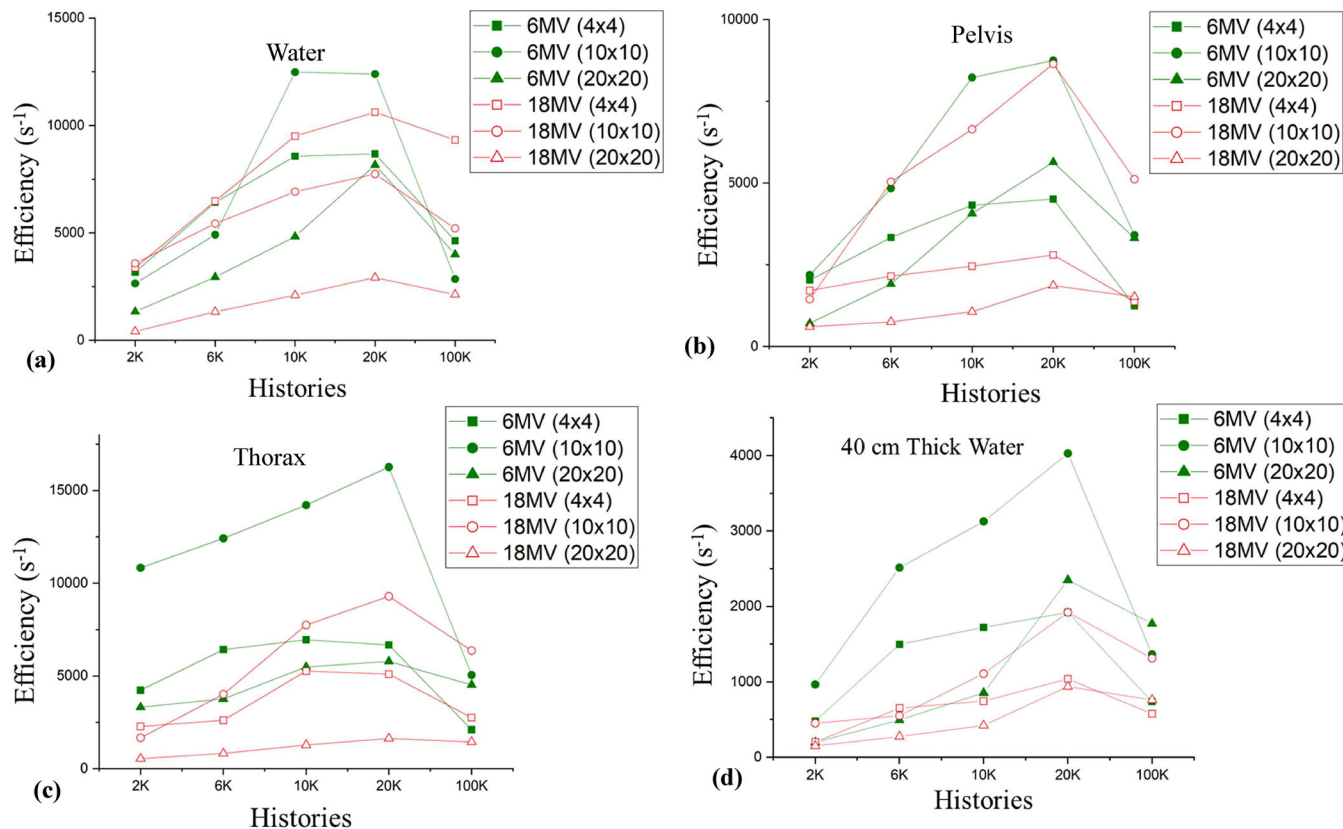 Water
Efficiency (s⁻¹)
15000
10000
5000
0
2K 6K 10K 20K 100K
Histories
(a)
6MV (4x4)
6MV (10x10)
6MV (20x20)
18MV (4x4)
18MV (10x10)
18MV (20x20)
Pelvis
Efficiency (s⁻¹)
10000
5000
0
2K 6K 10K 20K 100K
Histories
(b)
6MV (4x4)
6MV (10x10)
6MV (20x20)
18MV (4x4)
18MV (10x10)
18MV (20x20)
Thorax
Efficiency (s⁻¹)
15000
10000
5000
0
2K 6K 10K 20K 100K
Histories
(c)
6MV (4x4)
6MV (10x10)
6MV (20x20)
18MV (4x4)
18MV (10x10)
18MV (20x20)
40 cm Thick Water
Efficiency (s⁻¹)
4000
3000
2000
1000
0
2K 6K 10K 20K 100K
Histories
(d)
6MV (4x4)
6MV (10x10)
6MV (20x20)
18MV (4x4)
18MV (10x10)
18MV (20x20)